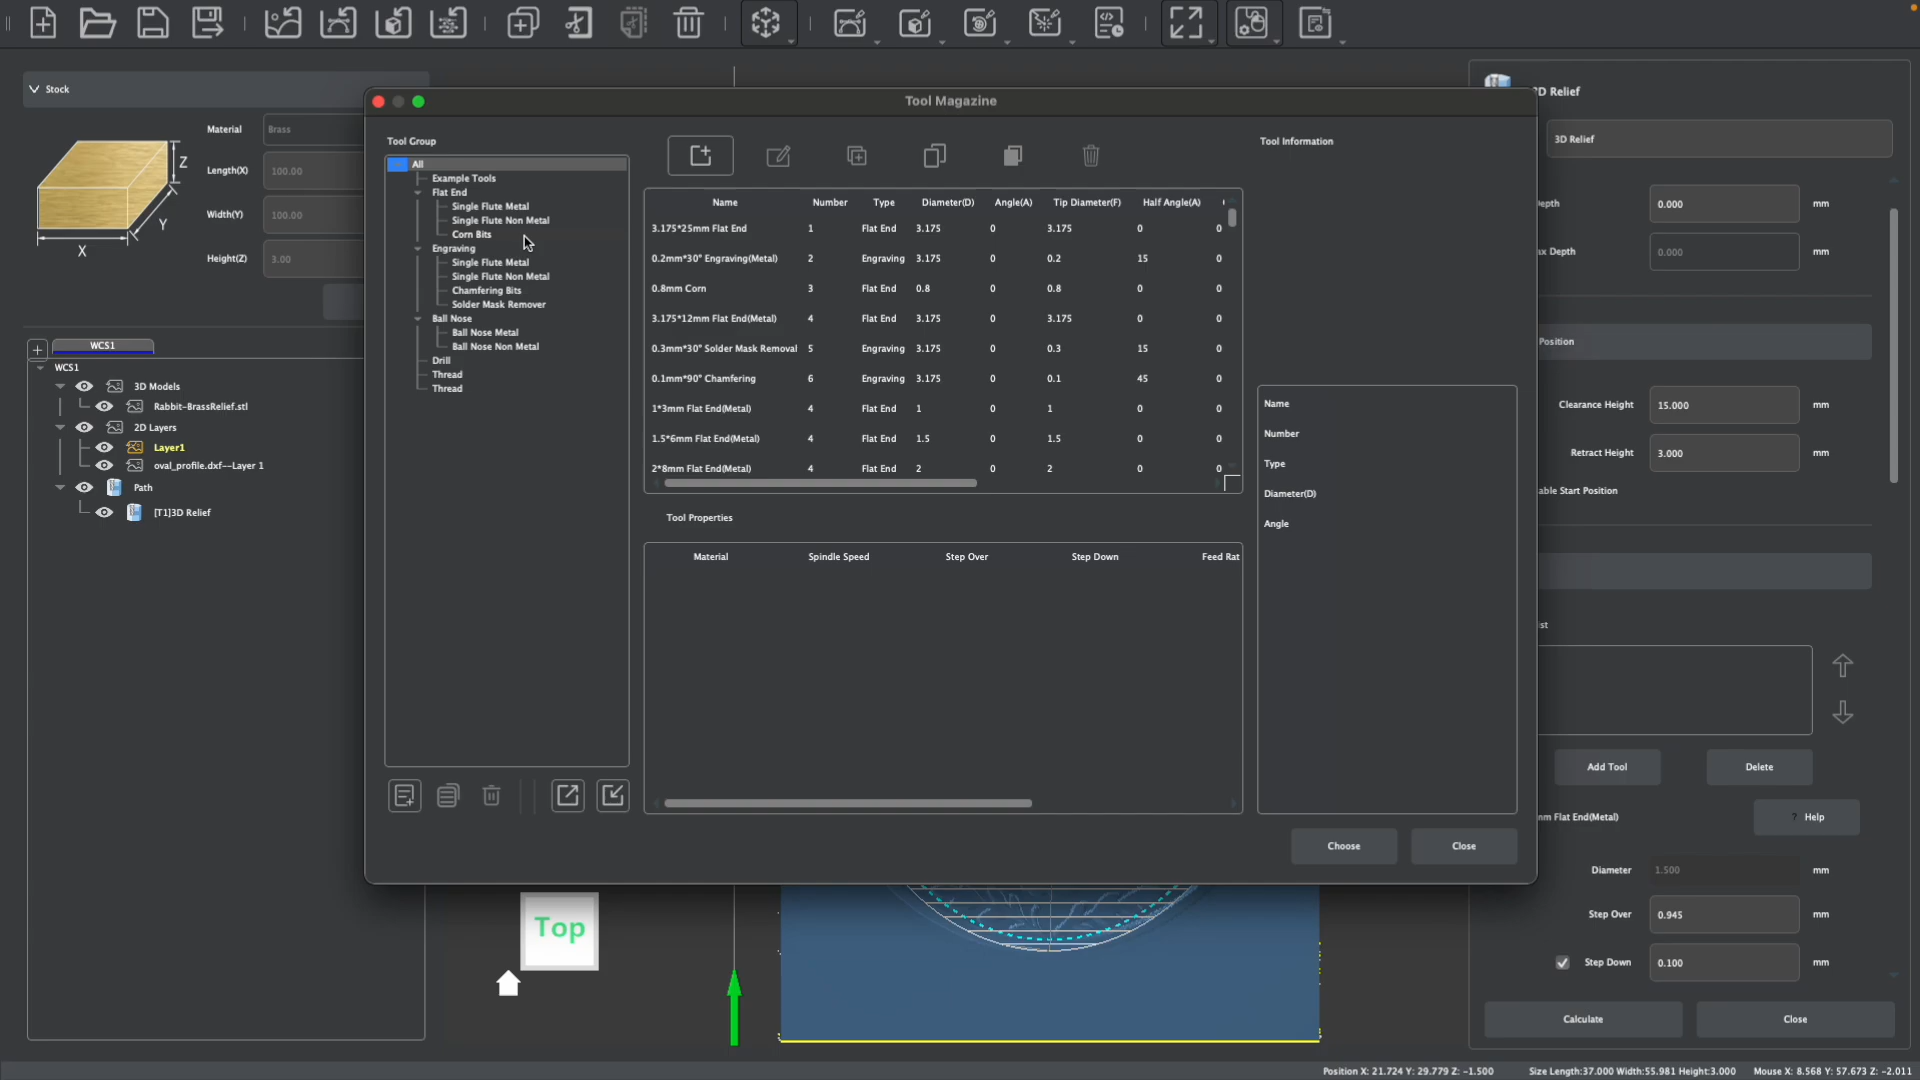 Stock
Material
Brass
Length(X)
100.00
Width(Y)
100.00
Height(Z)
3.00
Z
Y
X
WCS1
WCS1
3D Models
Rabbit-BrassRelief.stl
2D Layers
Layer1
oval_profile.dxf--Layer 1
Path
[T1]3D Relief
Tool Magazine
Tool Group
All
Example Tools
Flat End
Single Flute Metal
Single Flute Non Metal
Corn Bits
Engraving
Single Flute Metal
Single Flute Non Metal
Chamfering Bits
Solder Mask Remover
Ball Nose
Ball Nose Metal
Ball Nose Non Metal
Drill
Thread
Thread
Name Number Type Diameter(D) Angle(A) Tip Diameter(F) Half Angle(A)
3.175*25mm Flat End 1 Flat End 3.175 0 3.175 0 0
0.2mm*30° Engraving(Metal) 2 Engraving 3.175 0 0.2 15 0
0.8mm Corn 3 Flat End 0.8 0 0.8 0 0
3.175*12mm Flat End(Metal) 4 Flat End 3.175 0 3.175 0 0
0.3mm*30° Solder Mask Removal 5 Engraving 3.175 0 0.3 15 0
0.1mm*90° Chamfering 6 Engraving 3.175 0 0.1 45 0
1*3mm Flat End(Metal) 4 Flat End 1 0 1 0 0
1.5*6mm Flat End(Metal) 4 Flat End 1.5 0 1.5 0 0
2*8mm Flat End(Metal) 4 Flat End 2 0 2 0 0
Tool Properties
Material Spindle Speed Step Over Step Down Feed Rat
Tool Information
Name
Number
Type
Diameter(D)
Angle
Choose
Close
3D Relief
3D Relief
epth 0.000 mm
ax Depth 0.000 mm
Position
Clearance Height 15.000 mm
Retract Height 3.000 mm
able Start Position
ist
Add Tool
Delete
mm Flat End(Metal)
? Help
Diameter 1.500 mm
Step Over 0.945 mm
Step Down 0.100 mm
Calculate
Close
Top
Position X: 21.724 Y: 29.779 Z: -1.500 Size Length:37.000 Width:55.981 Height:3.000 Mouse X: 8.568 Y: 57.673 Z: -2.011